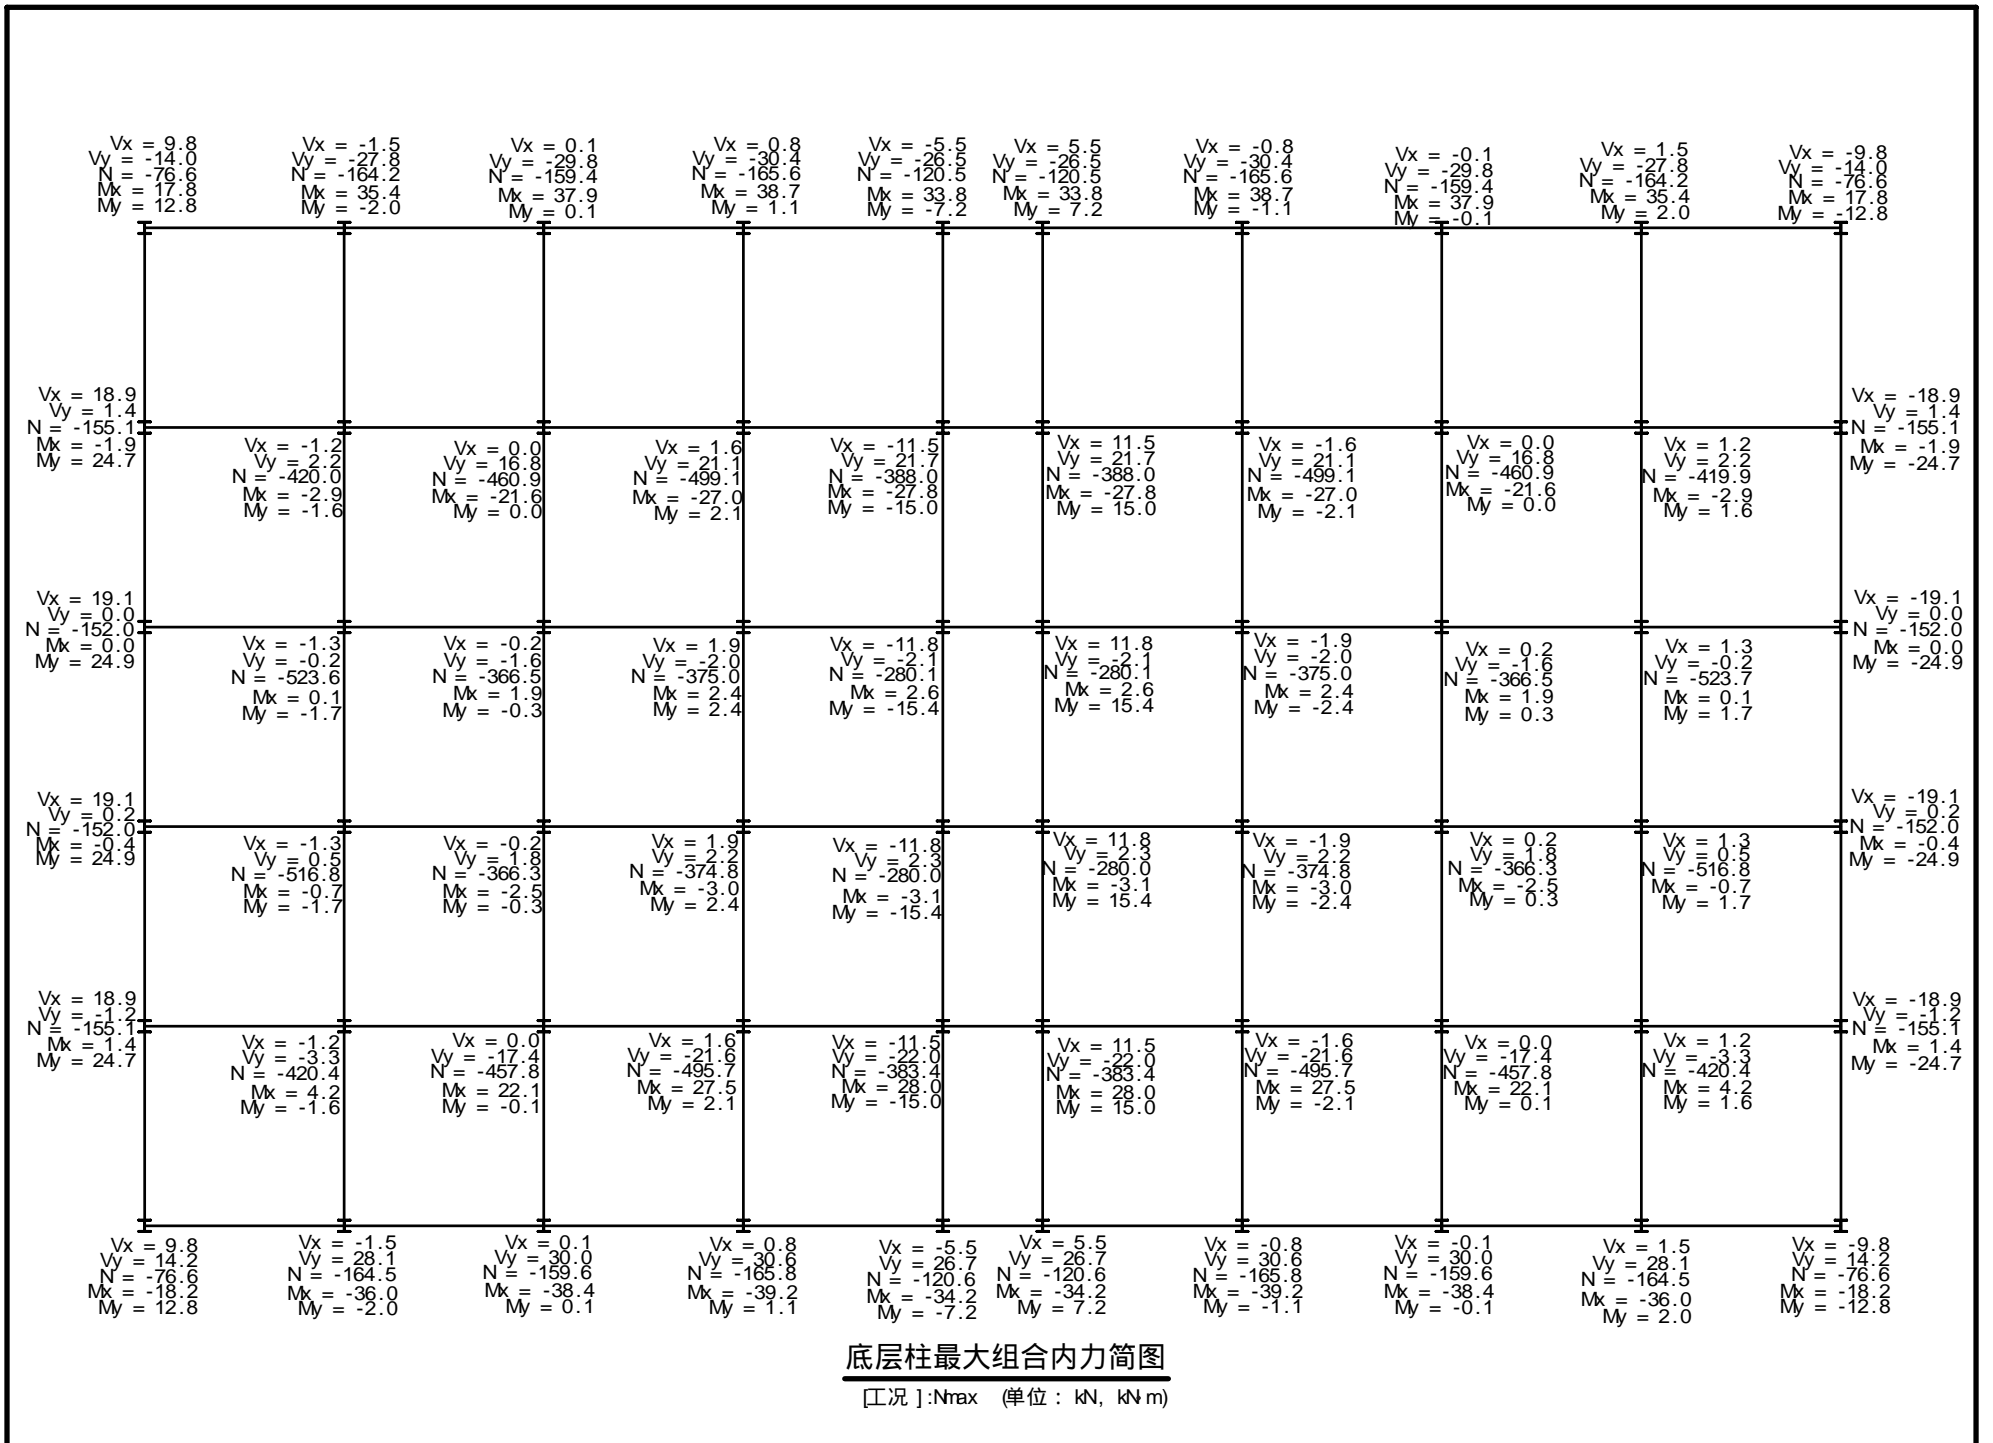 Vx = 9.8
Vy = -14.0
N = -76.6
Mx = 17.8
My = 12.8
Vx = -1.5
Vy = -27.8
N = -164.2
Mx = 35.4
My = -2.0
Vx = 0.1
Vy = -29.8
N = -159.4
Mx = 37.9
My = 0.1
Vx = 0.8
Vy = -30.4
N = -165.6
Mx = 38.7
My = 1.1
Vx = -5.5
Vy = -26.5
N = -120.5
Mx = 33.8
My = -7.2
Vx = 5.5
Vy = -26.5
N = -120.5
Mx = 33.8
My = 7.2
Vx = -0.8
Vy = -30.4
N = -165.6
Mx = 38.7
My = -1.1
Vx = -0.1
Vy = -29.8
N = -159.4
Mx = 37.9
My = -0.1
Vx = 1.5
Vy = -27.8
N = -164.2
Mx = 35.4
My = 2.0
Vx = -9.8
Vy = -14.0
N = -76.6
Mx = 17.8
My = -12.8
Vx = 18.9
Vy = 1.4
N = -155.1
Mx = -1.9
My = 24.7
Vx = -1.2
Vy = 2.2
N = -420.0
Mx = -2.9
My = -1.6
Vx = 0.0
Vy = 16.8
N = -460.9
Mx = -21.6
My = 0.0
Vx = 1.6
Vy = 21.1
N = -499.1
Mx = -27.0
My = 2.1
Vx = -11.5
Vy = 21.7
N = -388.0
Mx = -27.8
My = -15.0
Vx = 11.5
Vy = 21.7
N = -388.0
Mx = -27.8
My = 15.0
Vx = -1.6
Vy = 21.1
N = -499.1
Mx = -27.0
My = -2.1
Vx = 0.0
Vy = 16.8
N = -460.9
Mx = -21.6
My = 0.0
Vx = 1.2
Vy = 2.2
N = -419.9
Mx = -2.9
My = 1.6
Vx = -18.9
Vy = 1.4
N = -155.1
Mx = -1.9
My = -24.7
Vx = 19.1
Vy = 0.0
N = -152.0
Mx = 0.0
My = 24.9
Vx = -1.3
Vy = -0.2
N = -523.6
Mx = 0.1
My = -1.7
Vx = -0.2
Vy = -1.6
N = -366.5
Mx = 1.9
My = -0.3
Vx = 1.9
Vy = -2.0
N = -375.0
Mx = 2.4
My = 2.4
Vx = -11.8
Vy = -2.1
N = -280.1
Mx = 2.6
My = -15.4
Vx = 11.8
Vy = -2.1
N = -280.1
Mx = 2.6
My = 15.4
Vx = -1.9
Vy = -2.0
N = -375.0
Mx = 2.4
My = -2.4
Vx = 0.2
Vy = -1.6
N = -366.5
Mx = 1.9
My = 0.3
Vx = 1.3
Vy = -0.2
N = -523.7
Mx = 0.1
My = 1.7
Vx = -19.1
Vy = 0.0
N = -152.0
Mx = 0.0
My = -24.9
Vx = 19.1
Vy = 0.2
N = -152.0
Mx = -0.4
My = 24.9
Vx = -1.3
Vy = 0.5
N = -516.8
Mx = -0.7
My = -1.7
Vx = -0.2
Vy = 1.8
N = -366.3
Mx = -2.5
My = -0.3
Vx = 1.9
Vy = 2.2
N = -374.8
Mx = -3.0
My = 2.4
Vx = -11.8
Vy = 2.3
N = -280.0
Mx = -3.1
My = -15.4
Vx = 11.8
Vy = 2.3
N = -280.0
Mx = -3.1
My = 15.4
Vx = -1.9
Vy = 2.2
N = -374.8
Mx = -3.0
My = -2.4
Vx = 0.2
Vy = 1.8
N = -366.3
Mx = -2.5
My = 0.3
Vx = 1.3
Vy = 0.5
N = -516.8
Mx = -0.7
My = 1.7
Vx = -19.1
Vy = 0.2
N = -152.0
Mx = -0.4
My = -24.9
Vx = 18.9
Vy = -1.2
N = -155.1
Mx = 1.4
My = 24.7
Vx = -1.2
Vy = -3.3
N = -420.4
Mx = 4.2
My = -1.6
Vx = 0.0
Vy = -17.4
N = -457.8
Mx = 22.1
My = -0.1
Vx = 1.6
Vy = -21.6
N = -495.7
Mx = 27.5
My = 2.1
Vx = -11.5
Vy = -22.0
N = -383.4
Mx = 28.0
My = -15.0
Vx = 11.5
Vy = -22.0
N = -383.4
Mx = 28.0
My = 15.0
Vx = -1.6
Vy = -21.6
N = -495.7
Mx = 27.5
My = -2.1
Vx = 0.0
Vy = -17.4
N = -457.8
Mx = 22.1
My = 0.1
Vx = 1.2
Vy = -3.3
N = -420.4
Mx = 4.2
My = 1.6
Vx = -18.9
Vy = -1.2
N = -155.1
Mx = 1.4
My = -24.7
Vx = 9.8
Vy = 14.2
N = -76.6
Mx = -18.2
My = 12.8
Vx = -1.5
Vy = 28.1
N = -164.5
Mx = -36.0
My = -2.0
Vx = 0.1
Vy = 30.0
N = -159.6
Mx = -38.4
My = 0.1
Vx = 0.8
Vy = 30.6
N = -165.8
Mx = -39.2
My = 1.1
Vx = -5.5
Vy = 26.7
N = -120.6
Mx = -34.2
My = -7.2
Vx = 5.5
Vy = 26.7
N = -120.6
Mx = -34.2
My = 7.2
Vx = -0.8
Vy = 30.6
N = -165.8
Mx = -39.2
My = -1.1
Vx = -0.1
Vy = 30.0
N = -159.6
Mx = -38.4
My = -0.1
Vx = 1.5
Vy = 28.1
N = -164.5
Mx = -36.0
My = 2.0
Vx = -9.8
Vy = 14.2
N = -76.6
Mx = -18.2
My = -12.8
底层柱最大组合内力简图
[工况]:Nmax (单位：kN, kN·m)